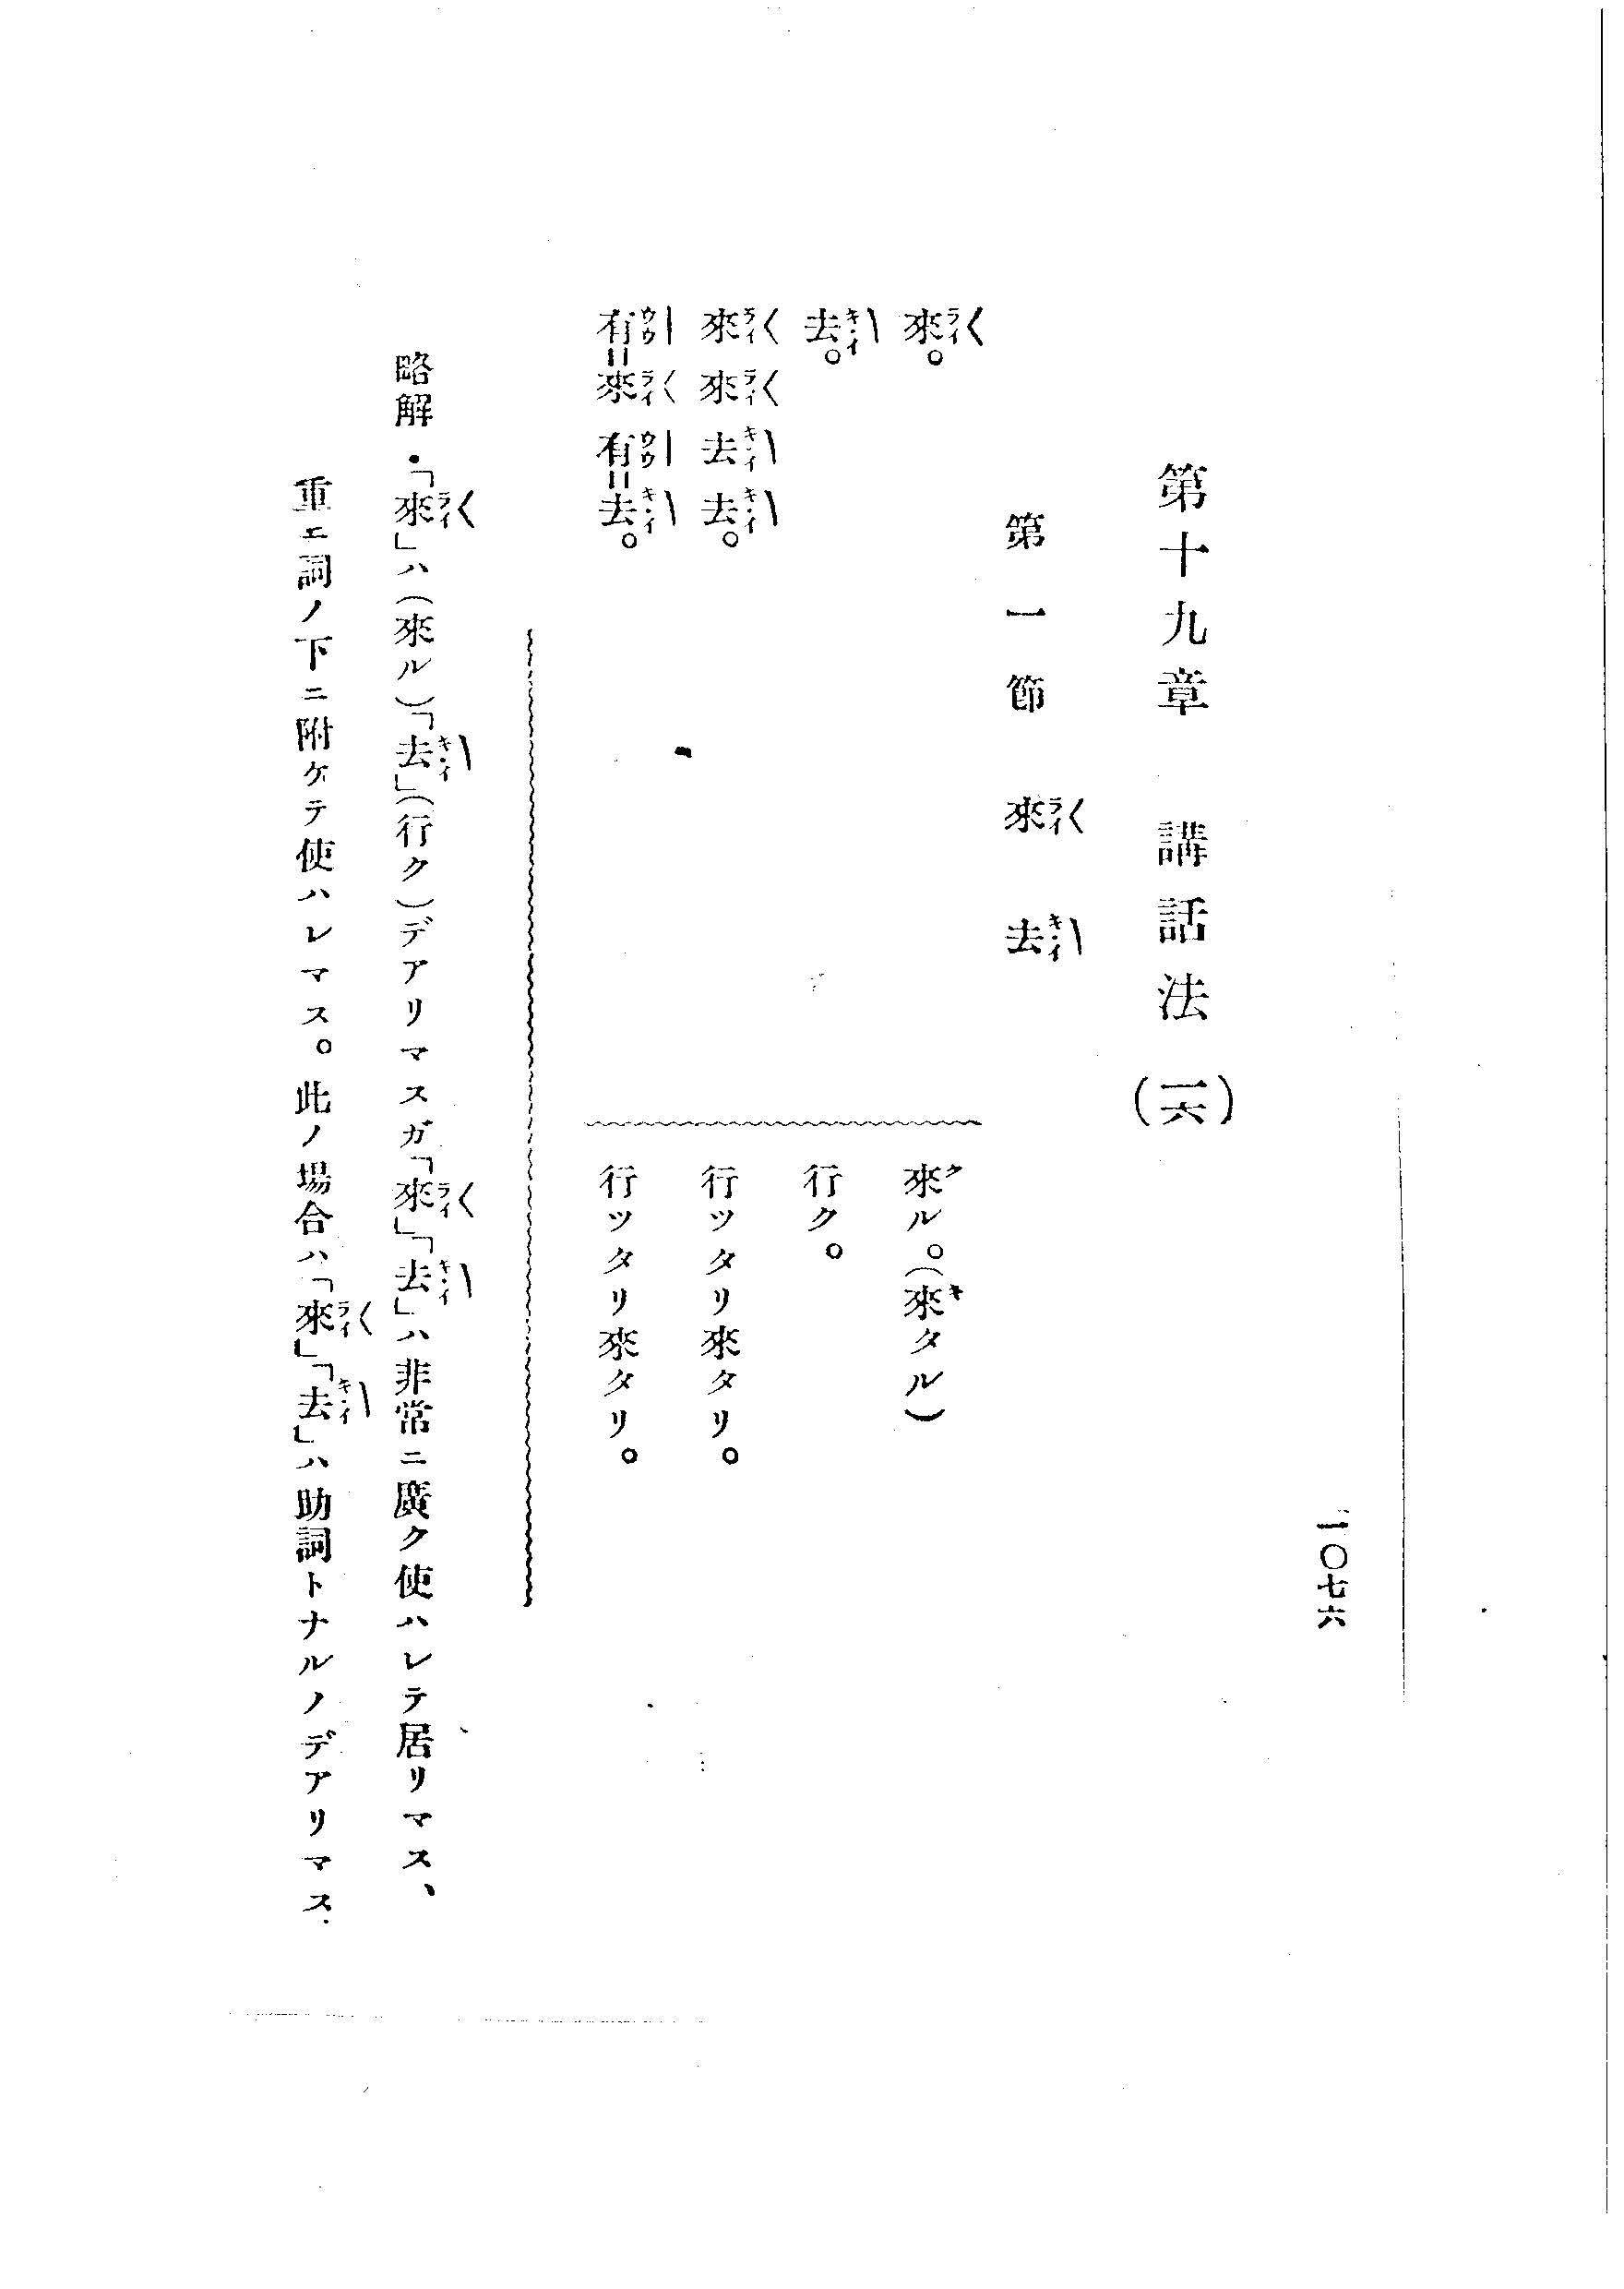 一〇七六
第十九章 講話法(一六)
第一節 來 去
來。 來ル。(來タル)
去。 行ク。
來來去去。 行ッタリ來タリ。
有=來有=去。 行ッタリ來タリ。
略解・「來」ハ(來ル)「去」(行ク)デアリマスガ「來」「去」ハ非常ニ廣ク使ハレテ居リマス、
重ニ詞ノ下ニ附ケテ使ハレマス。此ノ場合ハ「來」「去」ハ助詞トナルノデアリマス.